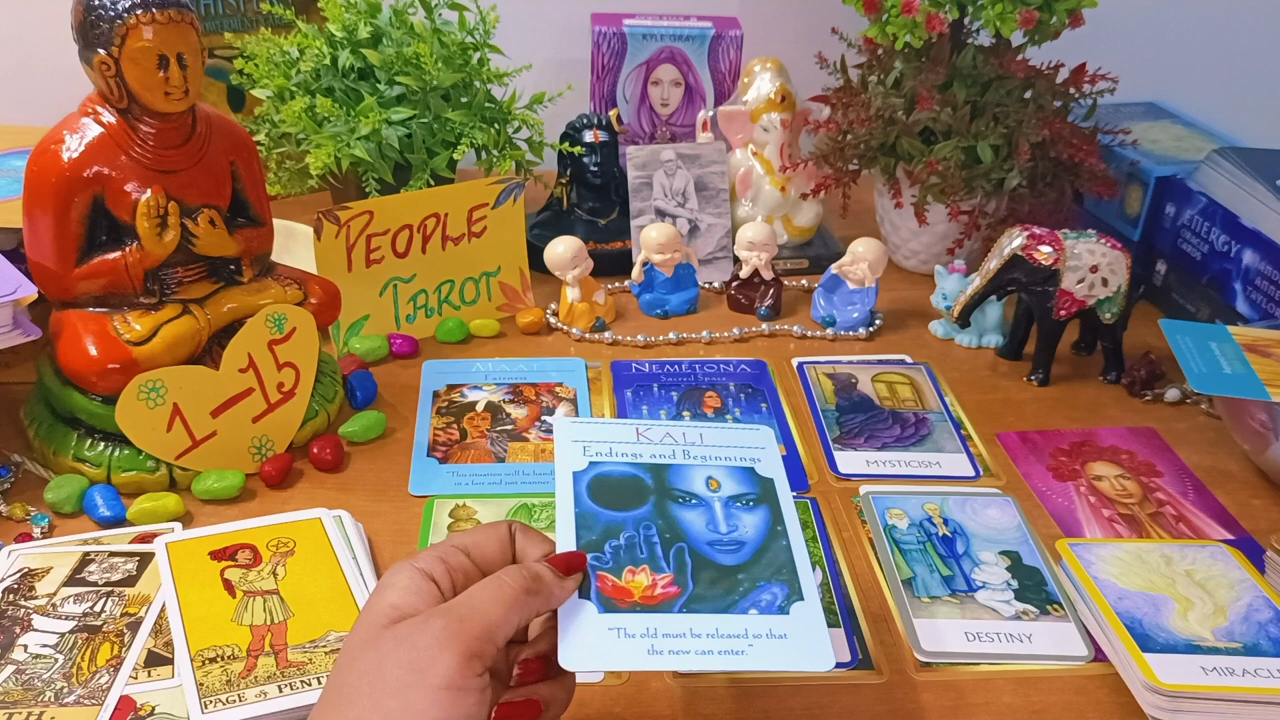 KYLE GRAY
PEOPLE
TAROT
1-15
ENERGY
ORACLE
CARDS
MAAT
Fairness
"This situation will be handled
in a fair and just manner."
NEMETONA
Sacred Space
MYSTICISM
KALI
Endings and Beginnings
"The old must be released so that
the new can enter."
DESTINY
MIRACL
PAGE of PENT
TH.